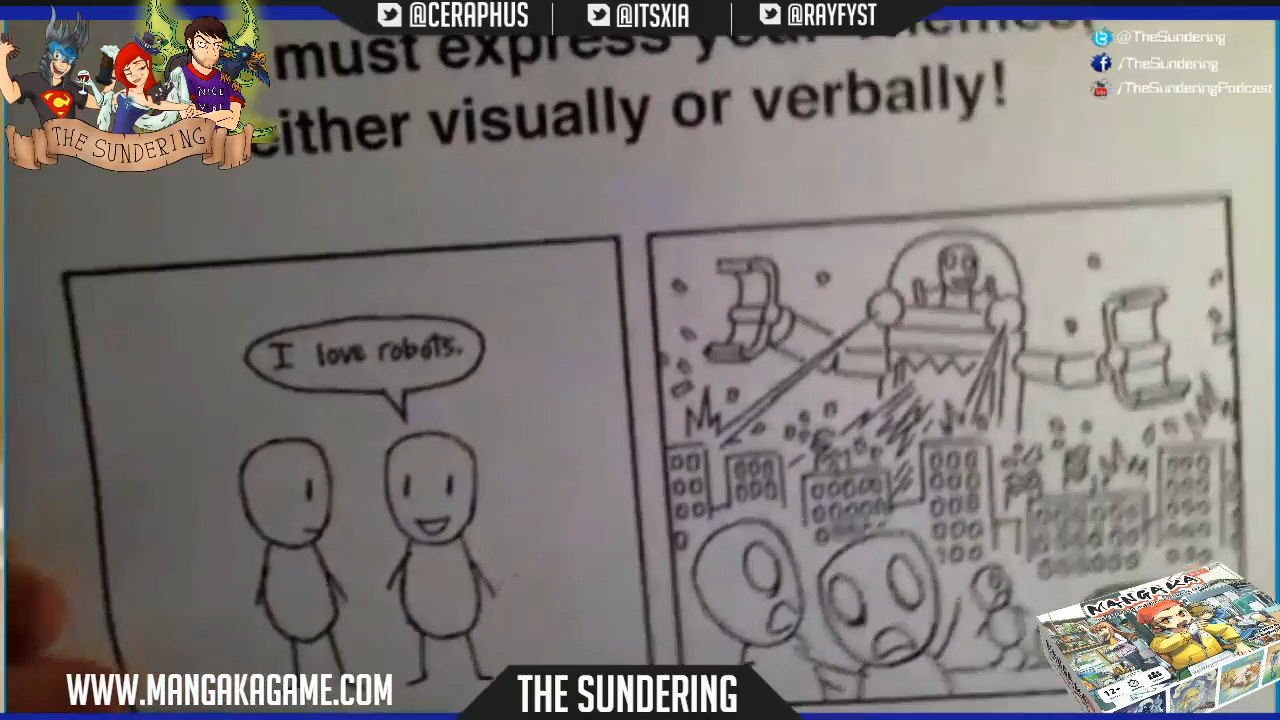 @CERAPHUS
@ITSXIA
@RAYFYST
@TheSundering
/TheSundering
/TheSunderingPodcast
must express your
either visually or verbally!
THE SUNDERING
I love robots.
MANGAKA
12+
WWW.MANGAKAGAME.COM
THE SUNDERING